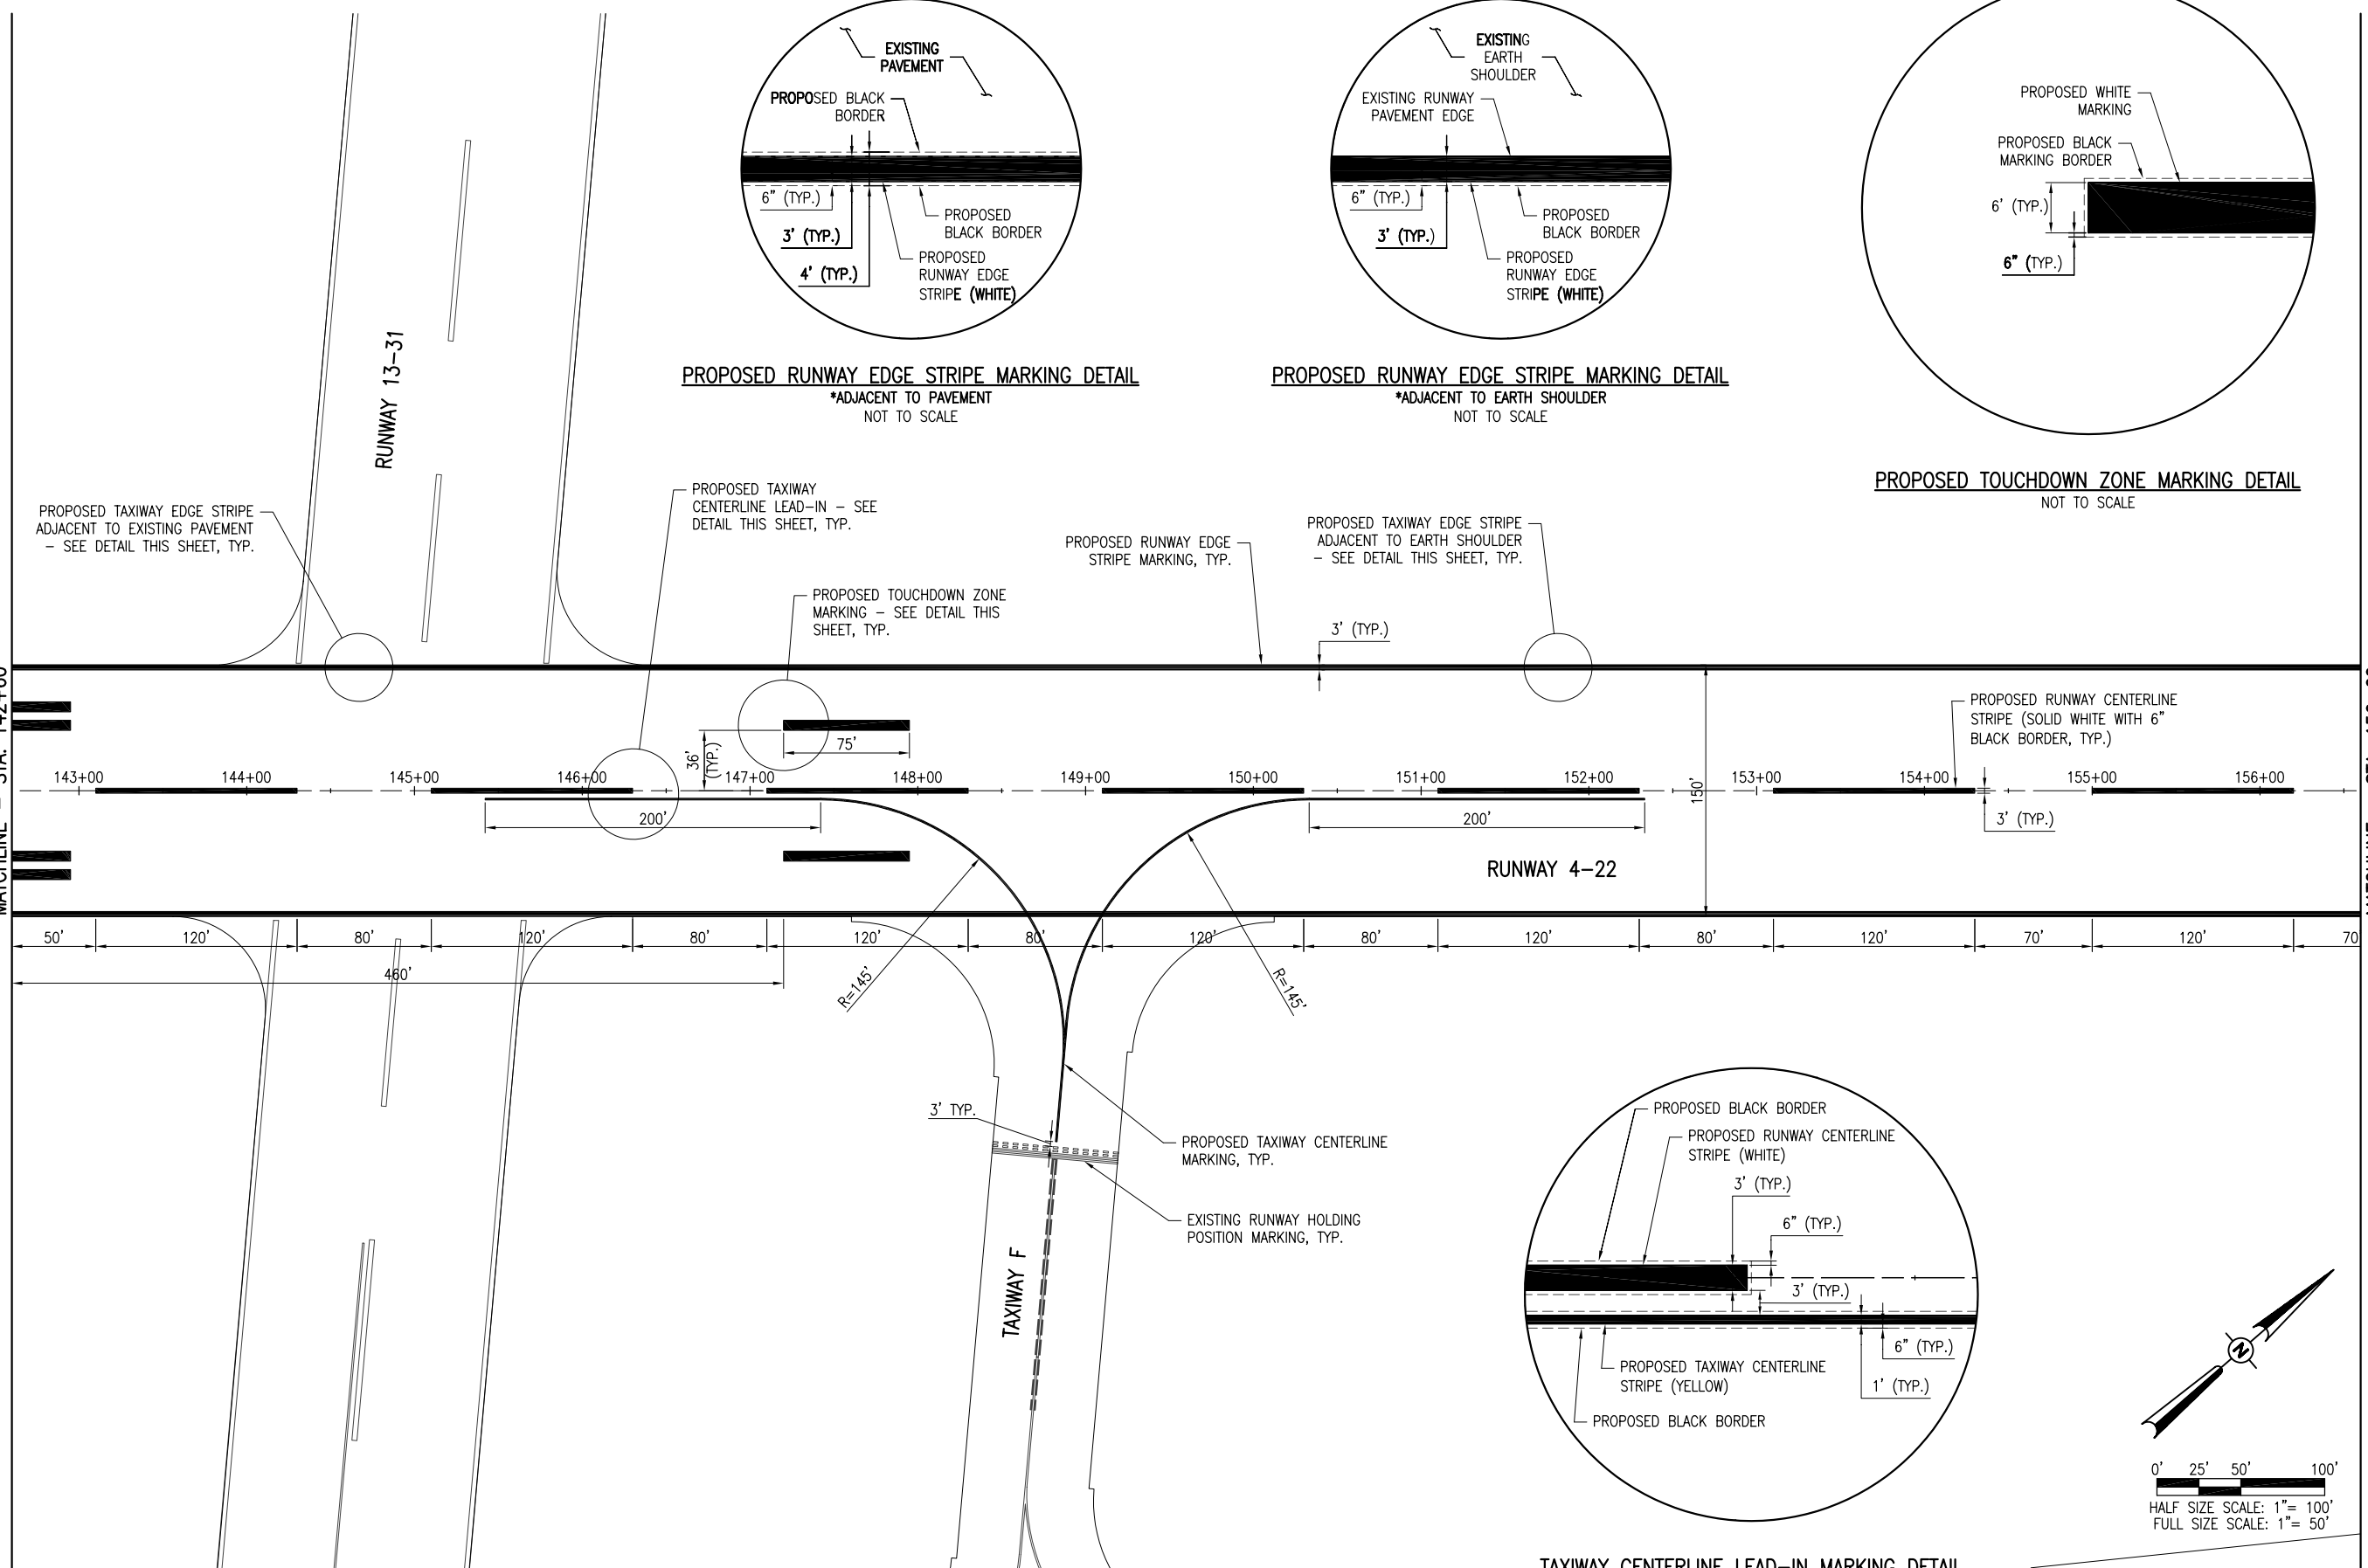 EXISTING
PAVEMENT
PROPOSED BLACK
BORDER
6" (TYP.)
3' (TYP.)
4' (TYP.)
PROPOSED
BLACK BORDER
PROPOSED
RUNWAY EDGE
STRIPE (WHITE)
PROPOSED RUNWAY EDGE STRIPE MARKING DETAIL
*ADJACENT TO PAVEMENT
NOT TO SCALE
EXISTING
EARTH
SHOULDER
EXISTING RUNWAY
PAVEMENT EDGE
6" (TYP.)
3' (TYP.)
PROPOSED
BLACK BORDER
PROPOSED
RUNWAY EDGE
STRIPE (WHITE)
PROPOSED RUNWAY EDGE STRIPE MARKING DETAIL
*ADJACENT TO EARTH SHOULDER
NOT TO SCALE
PROPOSED WHITE
MARKING
PROPOSED BLACK
MARKING BORDER
6' (TYP.)
6" (TYP.)
PROPOSED TOUCHDOWN ZONE MARKING DETAIL
NOT TO SCALE
RUNWAY 13-31
PROPOSED TAXIWAY EDGE STRIPE
ADJACENT TO EXISTING PAVEMENT
- SEE DETAIL THIS SHEET, TYP.
PROPOSED TAXIWAY
CENTERLINE LEAD-IN - SEE
DETAIL THIS SHEET, TYP.
PROPOSED TOUCHDOWN ZONE
MARKING - SEE DETAIL THIS
SHEET, TYP.
PROPOSED RUNWAY EDGE
STRIPE MARKING, TYP.
PROPOSED TAXIWAY EDGE STRIPE
ADJACENT TO EARTH SHOULDER
- SEE DETAIL THIS SHEET, TYP.
3' (TYP.)
PROPOSED RUNWAY CENTERLINE
STRIPE (SOLID WHITE WITH 6"
BLACK BORDER, TYP.)
36'
(TYP.)
75'
143+00 144+00 145+00 146+00 147+00 148+00 149+00 150+00 151+00 152+00 153+00 154+00 155+00 156+00
150'
200'
200'
3' (TYP.)
RUNWAY 4-22
50' 120' 80' 120' 80' 120' 80' 120' 80' 120' 80' 120' 70' 120' 70
460'
R=145'
R=145'
3' TYP.
PROPOSED TAXIWAY CENTERLINE
MARKING, TYP.
EXISTING RUNWAY HOLDING
POSITION MARKING, TYP.
TAXIWAY F
PROPOSED BLACK BORDER
PROPOSED RUNWAY CENTERLINE
STRIPE (WHITE)
3' (TYP.)
6" (TYP.)
3' (TYP.)
6" (TYP.)
1' (TYP.)
PROPOSED TAXIWAY CENTERLINE
STRIPE (YELLOW)
PROPOSED BLACK BORDER
TAXIWAY CENTERLINE LEAD-IN MARKING DETAIL
N
0' 25' 50' 100'
HALF SIZE SCALE: 1"= 100'
FULL SIZE SCALE: 1"= 50'